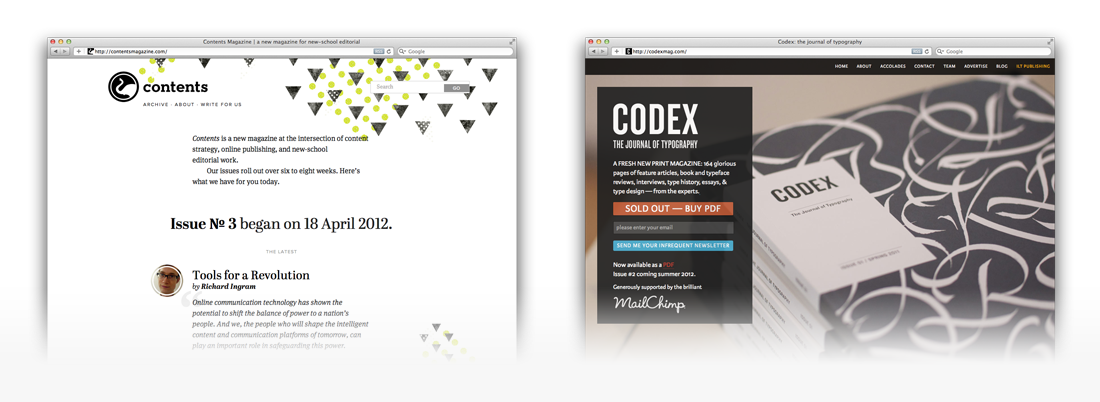 Contents Magazine | a new magazine for new-school editorial
http://contentsmagazine.com/
Google
contents
Search
GO
ARCHIVE · ABOUT · WRITE FOR US
Contents is a new magazine at the intersection of content
strategy, online publishing, and new-school
editorial work.
Our issues roll out over six to eight weeks. Here's
what we have for you today.
Issue № 3 began on 18 April 2012.
THE LATEST
Tools for a Revolution
by Richard Ingram
“Online communication technology has shown the
potential to shift the balance of power to a nation's
people. And we, the people who will shape the intelligent
content and communication platforms of tomorrow, can
play an important role in safeguarding this power.
Codex: the journal of typography
http://codexmag.com/
Google
HOME ABOUT ACCOLADES CONTACT TEAM ADVERTISE BLOG ILT PUBLISHING
CODEX
THE JOURNAL OF TYPOGRAPHY
A FRESH NEW PRINT MAGAZINE: 164 glorious
pages of feature articles, book and typeface
reviews, interviews, type history, essays, &
type design — from the experts.
SOLD OUT — BUY PDF
please enter your email
SEND ME YOUR INFREQUENT NEWSLETTER
Now available as a PDF
Issue #2 coming summer 2012.
Generously supported by the brilliant
MailChimp
CODEX
The Journal of Typography